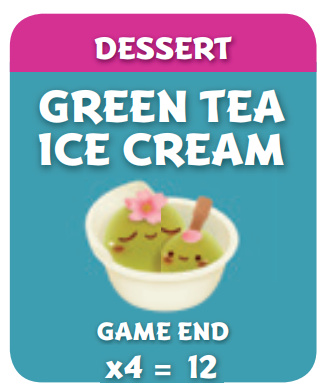 DESSERT
GREEN TEA
ICE CREAM
GAME END
x4 = 12